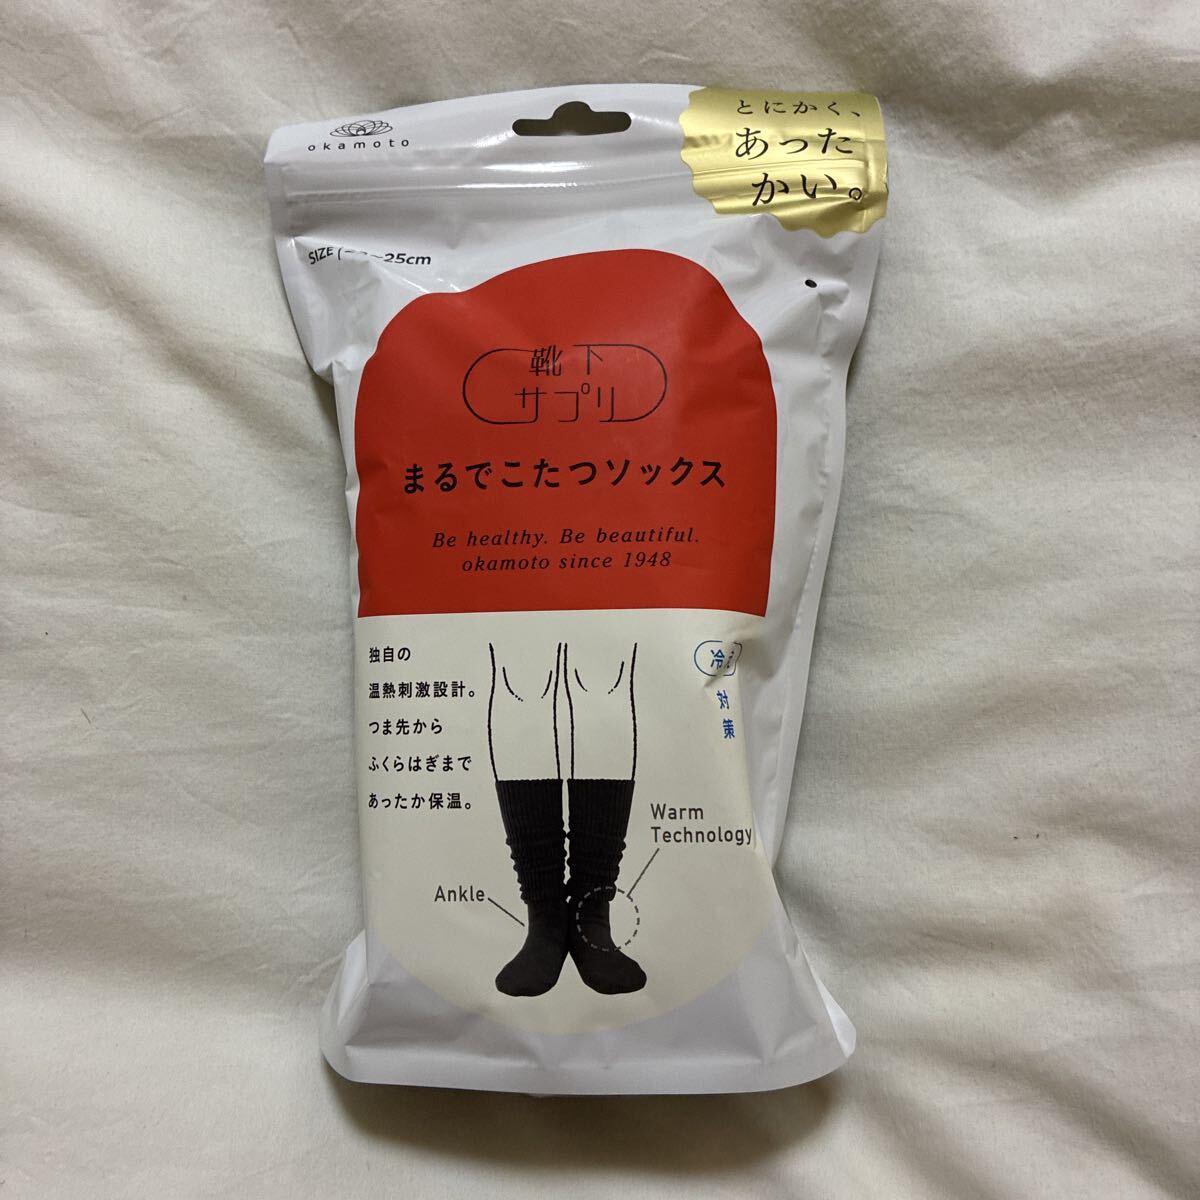 okamoto
とにかく、
あった
かい。
SIZE ~25cm
靴下
サプリ
まるでこたつソックス
Be healthy. Be beautiful.
okamoto since 1948
独自の
温熱刺激設計。
つま先から
ふくらはぎまで
あったか保温。
冷え
対
策
Warm
Technology
Ankle